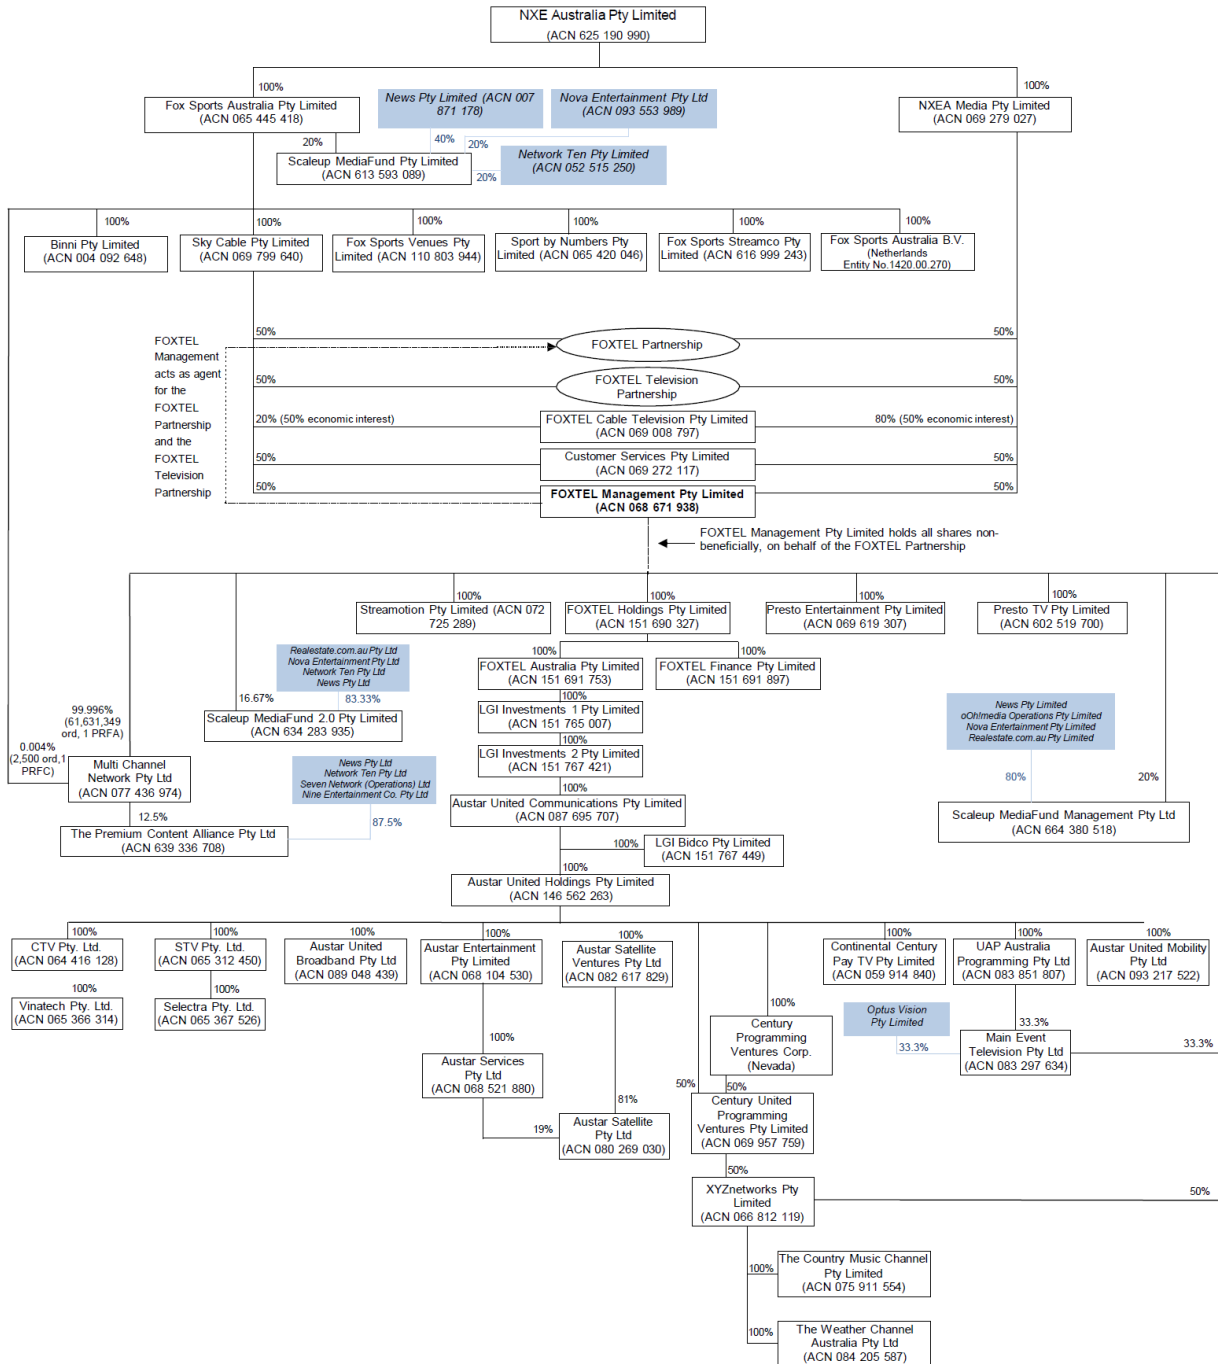 NXE Australia Pty Limited
(ACN 625 190 990)
100%
100%
Fox Sports Australia Pty Limited
(ACN 065 445 418)
News Pty Limited (ACN 007
871 178)
Nova Entertainment Pty Ltd
(ACN 093 553 989)
NXEA Media Pty Limited
(ACN 069 279 027)
20%
40%
20%
Scaleup MediaFund Pty Limited
(ACN 613 593 089)
Network Ten Pty Limited
(ACN 052 515 250)
20%
100%
100%
100%
100%
100%
100%
Binni Pty Limited
(ACN 004 092 648)
Sky Cable Pty Limited
(ACN 069 799 640)
Fox Sports Venues Pty
Limited (ACN 110 803 944)
Sport by Numbers Pty
Limited (ACN 065 420 046)
Fox Sports Streamco Pty
Limited (ACN 616 999 243)
Fox Sports Australia B.V.
(Netherlands
Entity No.1420.00.270)
FOXTEL
Management
acts as agent
for the
FOXTEL
Partnership
and the
FOXTEL
Television
Partnership
50%
FOXTEL Partnership
50%
50%
FOXTEL Television
Partnership
50%
20% (50% economic interest)
FOXTEL Cable Television Pty Limited
(ACN 069 008 797)
80% (50% economic interest)
50%
Customer Services Pty Limited
(ACN 069 272 117)
50%
50%
FOXTEL Management Pty Limited
(ACN 068 671 938)
50%
FOXTEL Management Pty Limited holds all shares non-
beneficially, on behalf of the FOXTEL Partnership
100%
100%
100%
100%
Streamotion Pty Limited (ACN 072
725 289)
FOXTEL Holdings Pty Limited
(ACN 151 690 327)
Presto Entertainment Pty Limited
(ACN 069 619 307)
Presto TV Pty Limited
(ACN 602 519 700)
Realestate.com.au Pty Ltd
Nova Entertainment Pty Ltd
Network Ten Pty Ltd
News Pty Ltd
100%
100%
FOXTEL Australia Pty Limited
(ACN 151 691 753)
FOXTEL Finance Pty Limited
(ACN 151 691 897)
16.67%
83.33%
100%
Scaleup MediaFund 2.0 Pty Limited
(ACN 634 283 935)
LGI Investments 1 Pty Limited
(ACN 151 765 007)
News Pty Limited
oOh!media Operations Pty Limited
Nova Entertainment Pty Limited
Realestate.com.au Pty Limited
99.996%
(61,631,349
ord, 1 PRFA)
100%
LGI Investments 2 Pty Limited
(ACN 151 767 421)
0.004%
(2,500 ord,1
PRFC)
Multi Channel
Network Pty Ltd
(ACN 077 436 974)
News Pty Ltd
Network Ten Pty Ltd
Seven Network (Operations) Ltd
Nine Entertainment Co. Pty Ltd
100%
80%
20%
Austar United Communications Pty Limited
(ACN 087 695 707)
Scaleup MediaFund Management Pty Ltd
(ACN 664 380 518)
12.5%
87.5%
The Premium Content Alliance Pty Ltd
(ACN 639 336 708)
100%
LGI Bidco Pty Limited
(ACN 151 767 449)
100%
Austar United Holdings Pty Limited
(ACN 146 562 263)
100%
100%
100%
100%
100%
100%
100%
100%
CTV Pty. Ltd.
(ACN 064 416 128)
STV Pty. Ltd.
(ACN 065 312 450)
Austar United
Broadband Pty Ltd
(ACN 089 048 439)
Austar Entertainment
Pty Limited
(ACN 068 104 530)
Austar Satellite
Ventures Pty Ltd
(ACN 082 617 829)
Continental Century
Pay TV Pty Limited
(ACN 059 914 840)
UAP Australia
Programming Pty Ltd
(ACN 083 851 807)
Austar United Mobility
Pty Ltd
(ACN 093 217 522)
100%
100%
100%
Vinatech Pty. Ltd.
(ACN 065 366 314)
Selectra Pty. Ltd.
(ACN 065 367 526)
Optus Vision
Pty Limited
33.3%
100%
Century
Programming
Ventures Corp.
(Nevada)
33.3%
Main Event
Television Pty Ltd
(ACN 083 297 634)
33.3%
Austar Services
Pty Ltd
(ACN 068 521 880)
50%
50%
81%
Century United
Programming
Ventures Pty Limited
(ACN 069 957 759)
19%
Austar Satellite
Pty Ltd
(ACN 080 269 030)
50%
XYZnetworks Pty
Limited
(ACN 066 812 119)
50%
100%
The Country Music Channel
Pty Limited
(ACN 075 911 554)
100%
The Weather Channel
Australia Pty Ltd
(ACN 084 205 587)